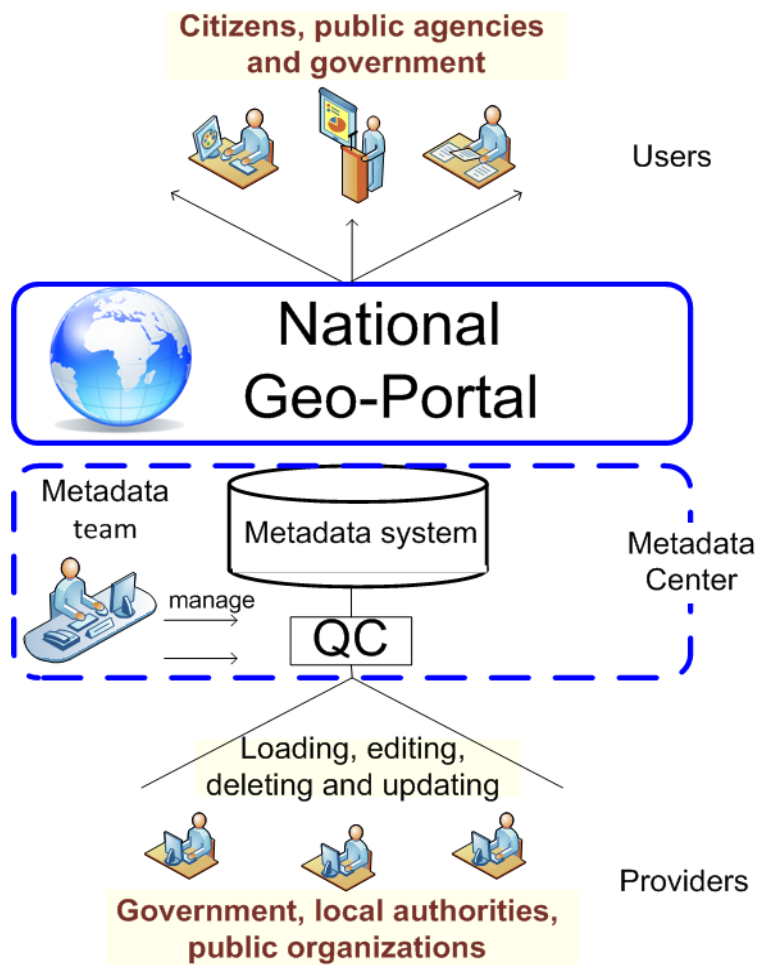 Citizens, public agencies
and government
Users
National
Geo-Portal
Metadata
team
Metadata system
Metadata
Center
manage
QC
Loading, editing,
deleting and updating
Providers
Government, local authorities,
public organizations